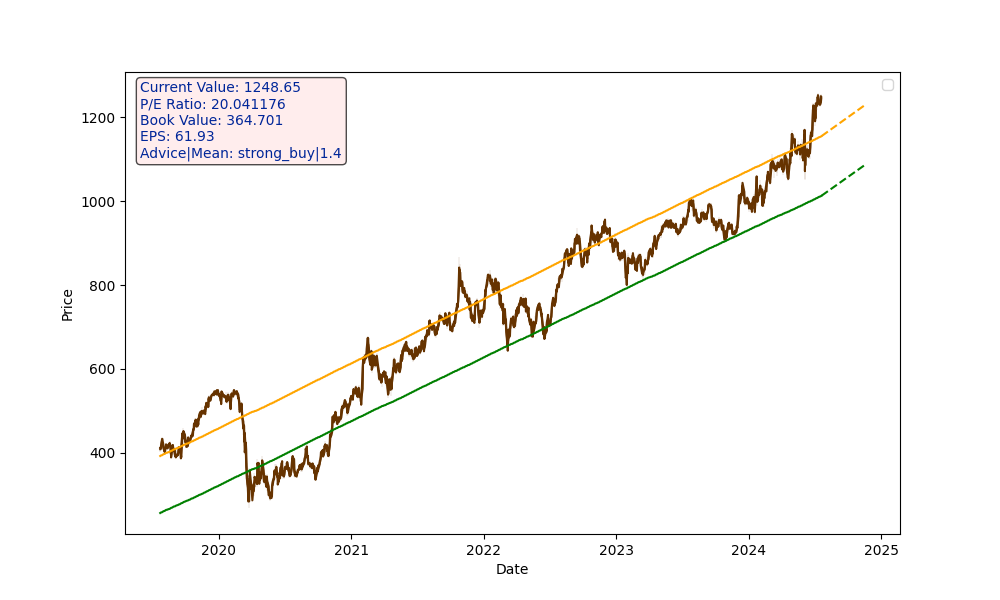 Current Value: 1248.65
P/E Ratio: 20.041176
Book Value: 364.701
EPS: 61.93
Advice|Mean: strong_buy|1.4
1200
1000
800
600
400
Price
2020
2021
2022
2023
2024
2025
Date